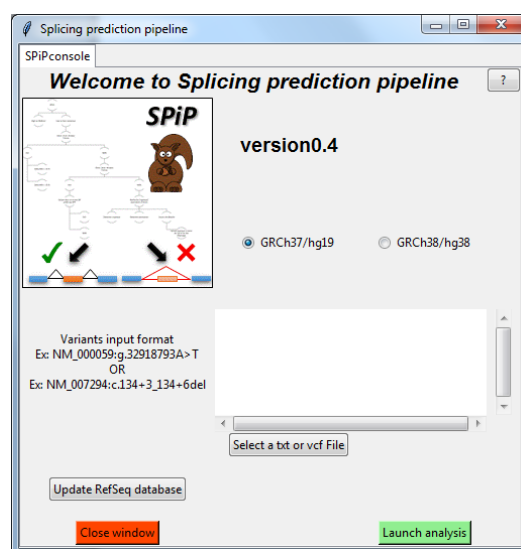 Splicing prediction pipeline
SPiPconsole
Welcome to Splicing prediction pipeline
?
SPiP
version0.4
GRCh37/hg19
GRCh38/hg38
Variants input format
Ex: NM_000059:g.32918793A>T
OR
Ex: NM_007294:c.134+3_134+6del
Select a txt or vcf File
Update RefSeq database
Close window
Launch analysis